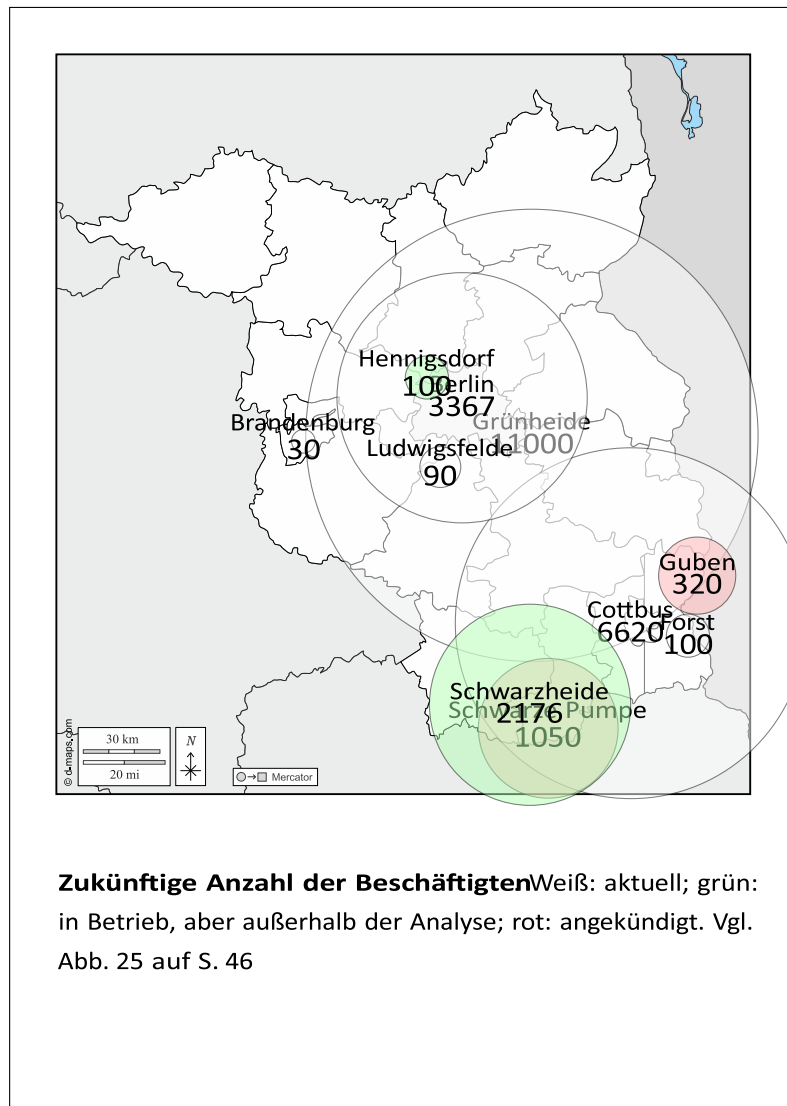 Hennigsdorf
100
Berlin
3367
Brandenburg
30
Grünheide
11000
Ludwigsfelde
90
Guben
320
Cottbus
6620
Forst
100
Schwarzheide
2176
Schwarze Pumpe
1050
© d-maps.com
30 km
20 mi
N
Mercator
Zukünftige Anzahl der BeschäftigtenWeiß: aktuell; grün:
in Betrieb, aber außerhalb der Analyse; rot: angekündigt. Vgl.
Abb. 25 auf S. 46